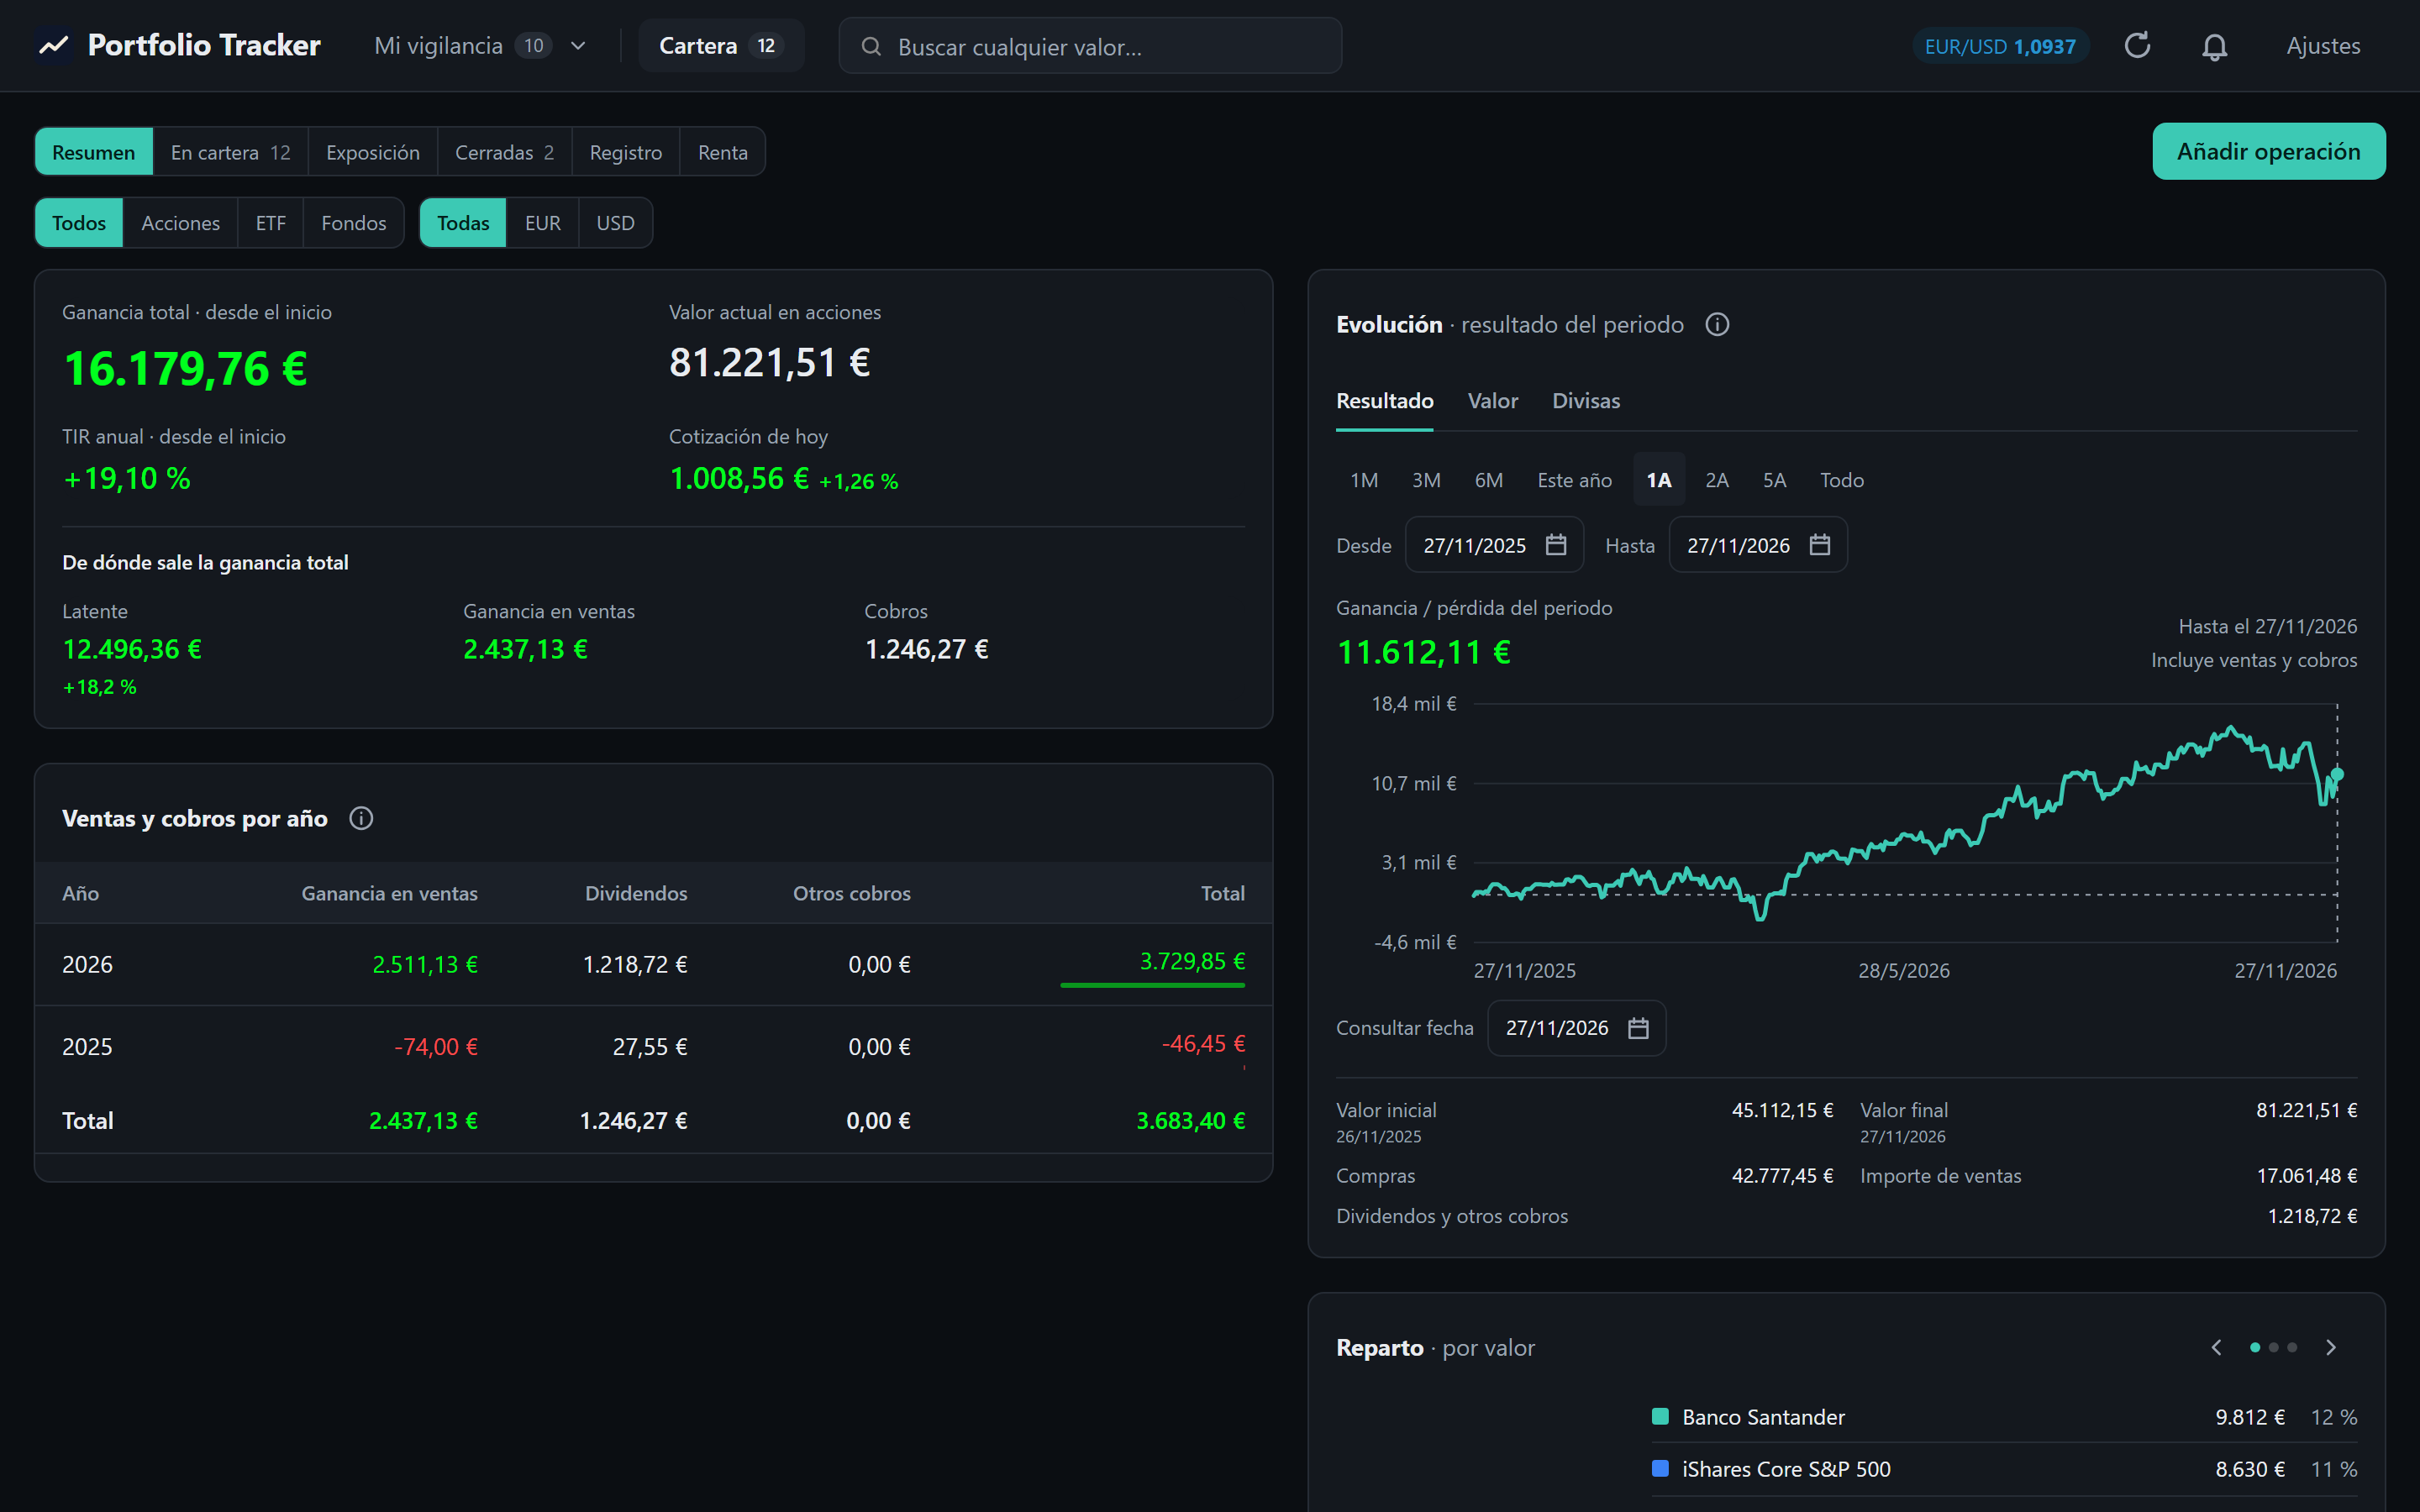 Portfolio Tracker
Mi vigilancia 10
Cartera 12
Buscar cualquier valor...
EUR/USD 1,0937
Ajustes
Resumen
En cartera 12
Exposición
Cerradas 2
Registro
Renta
Añadir operación
Todos
Acciones
ETF
Fondos
Todas
EUR
USD
Ganancia total · desde el inicio
16.179,76 €
Valor actual en acciones
81.221,51 €
TIR anual · desde el inicio
+19,10 %
Cotización de hoy
1.008,56 € +1,26 %
De dónde sale la ganancia total
Latente
12.496,36 €
+18,2 %
Ganancia en ventas
2.437,13 €
Cobros
1.246,27 €
Ventas y cobros por año
Año Ganancia en ventas Dividendos Otros cobros Total
2026 2.511,13 € 1.218,72 € 0,00 € 3.729,85 €
2025 -74,00 € 27,55 € 0,00 € -46,45 €
Total 2.437,13 € 1.246,27 € 0,00 € 3.683,40 €
Evolución · resultado del periodo
Resultado
Valor
Divisas
1M 3M 6M Este año 1A 2A 5A Todo
Desde 27/11/2025 Hasta 27/11/2026
Ganancia / pérdida del periodo
11.612,11 €
Hasta el 27/11/2026
Incluye ventas y cobros
18,4 mil €
10,7 mil €
3,1 mil €
-4,6 mil €
27/11/2025 28/5/2026 27/11/2026
Consultar fecha 27/11/2026
Valor inicial 45.112,15 €
26/11/2025
Valor final 81.221,51 €
27/11/2026
Compras 42.777,45 €
Importe de ventas 17.061,48 €
Dividendos y otros cobros 1.218,72 €
Reparto · por valor
Banco Santander 9.812 € 12 %
iShares Core S&P 500 8.630 € 11 %